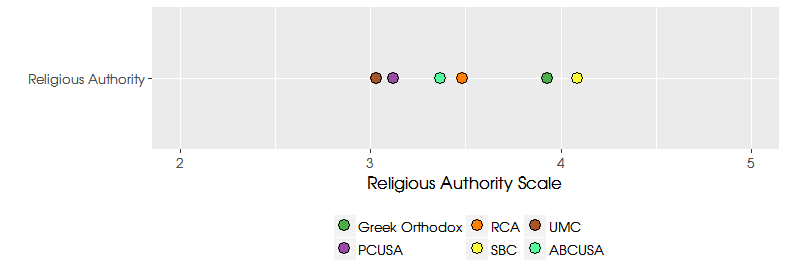 Religious Authority
2 3 4 5
Religious Authority Scale
Greek Orthodox RCA UMC
PCUSA SBC ABCUSA